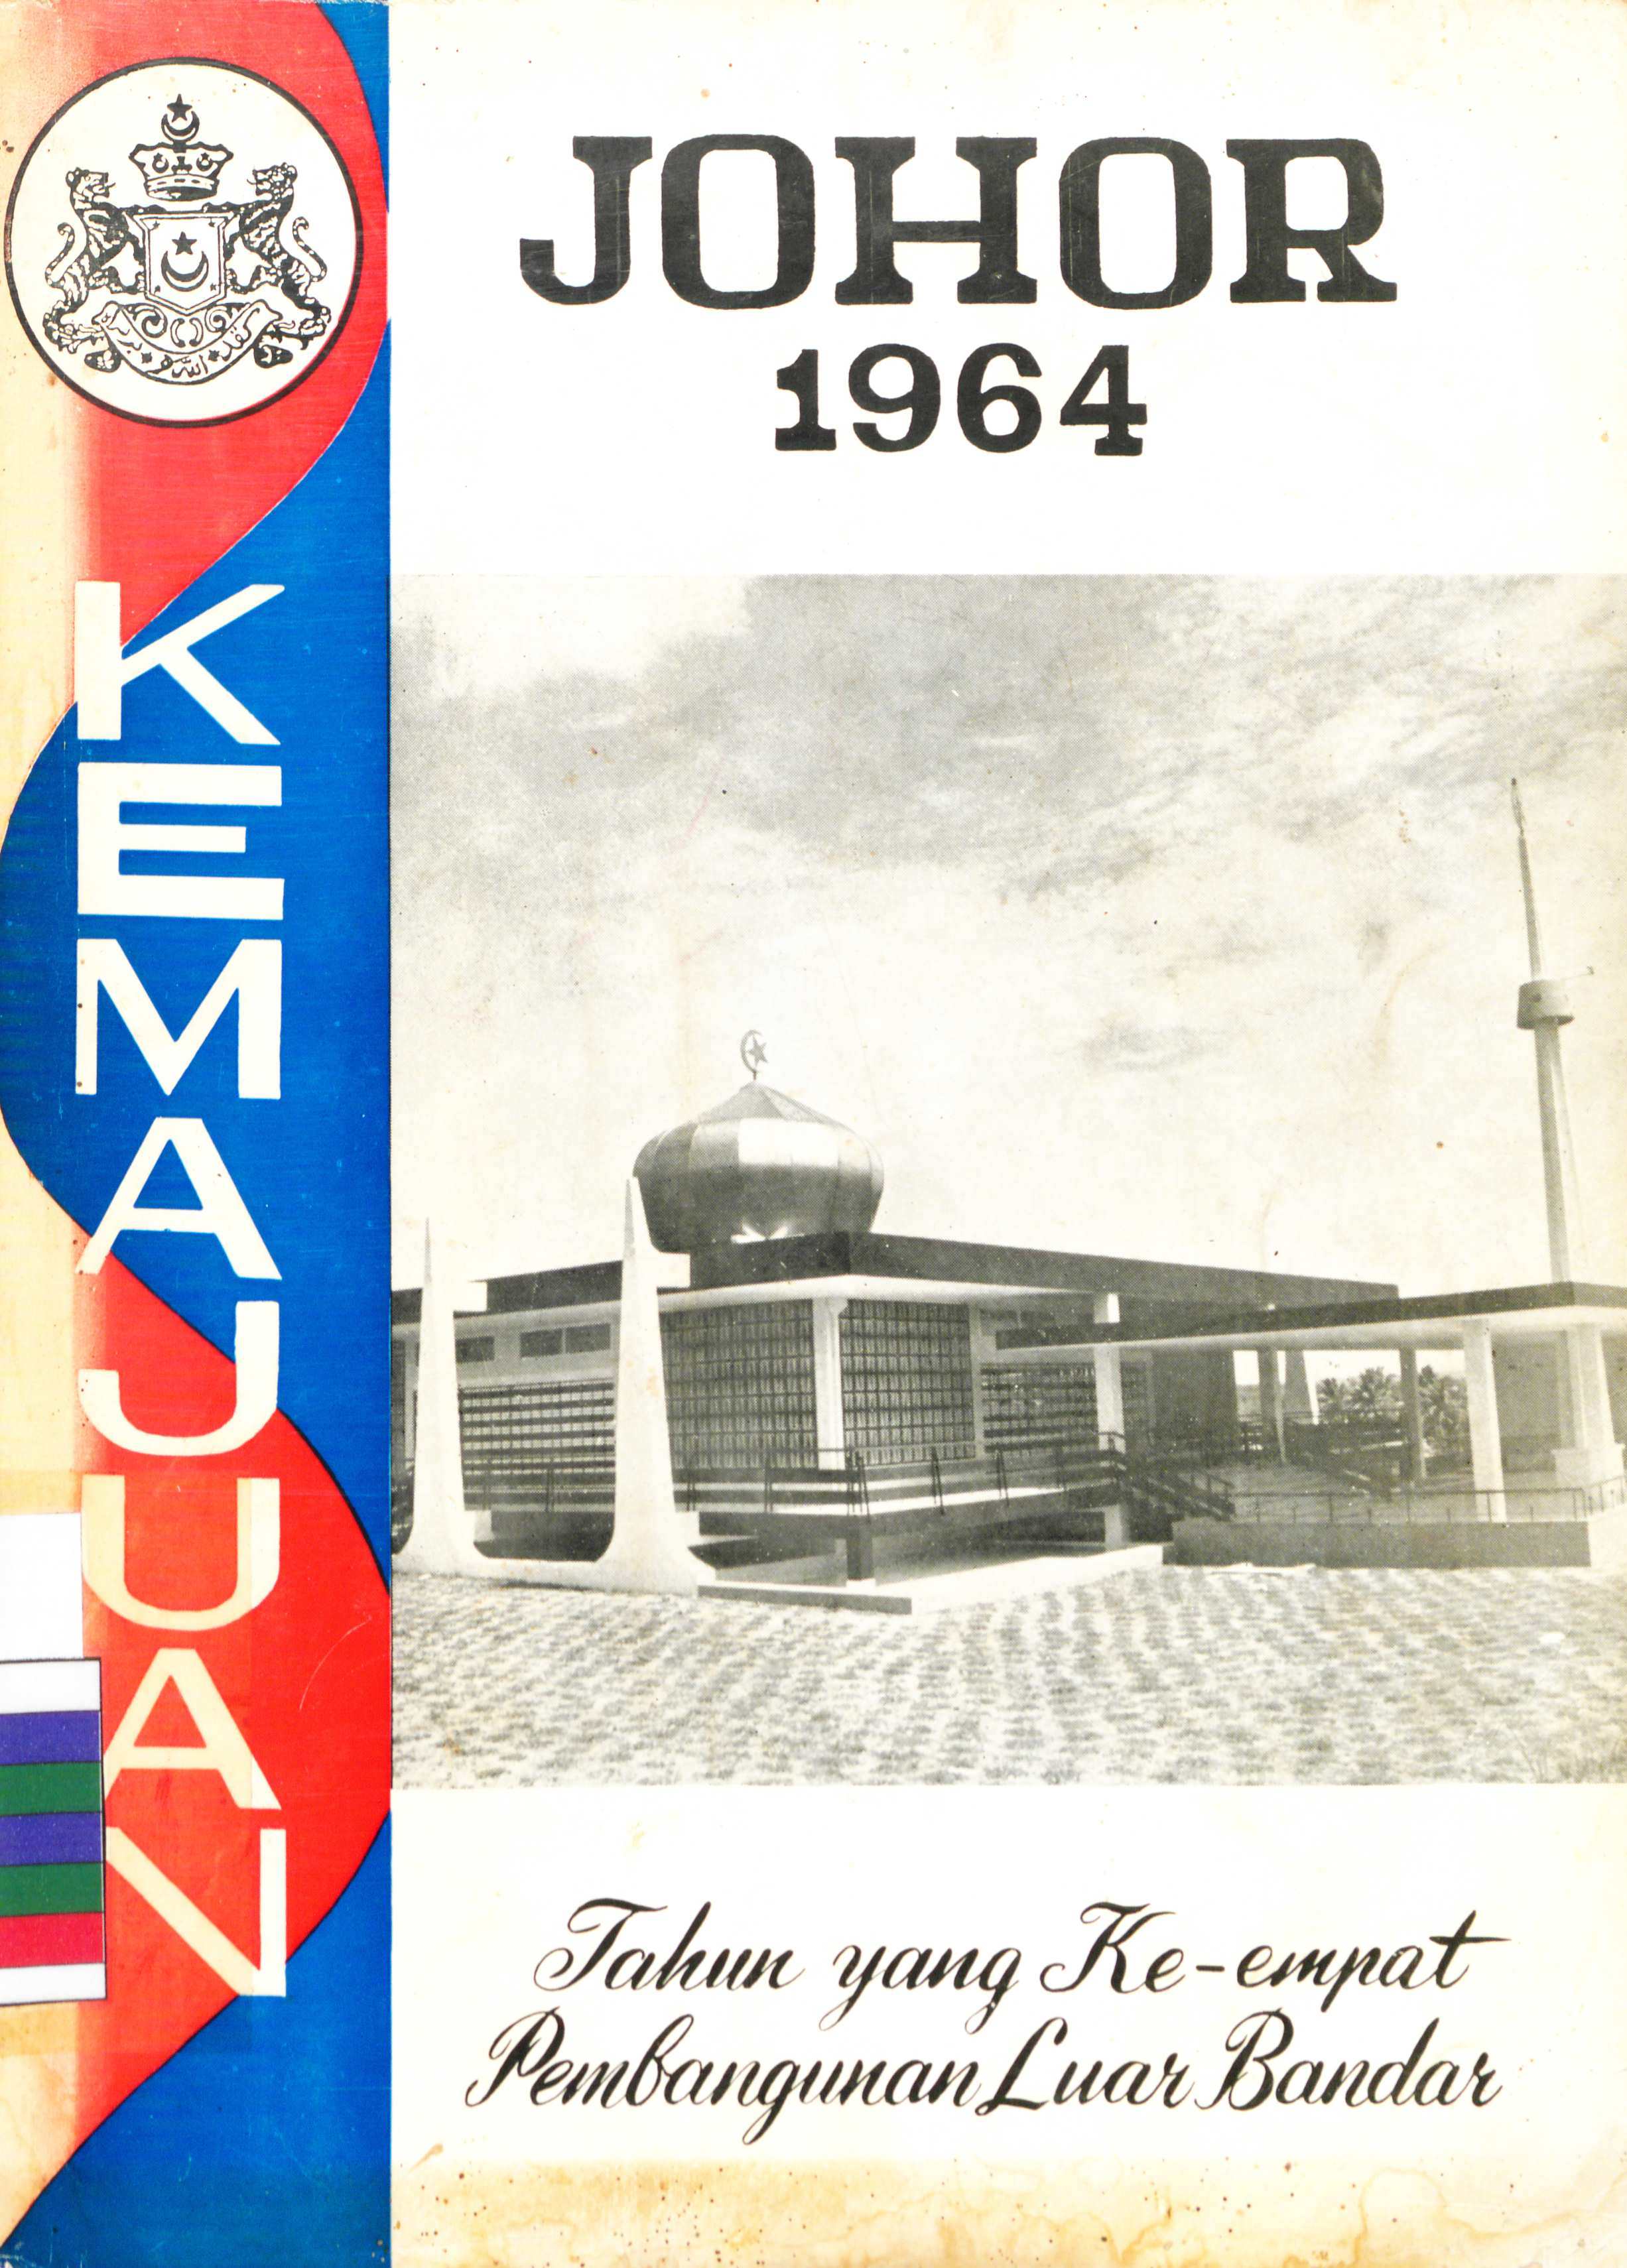 JOHOR
1964
KEMAJUAN
Tahun yang Ke-empat
Pembangunan Luar Bandar